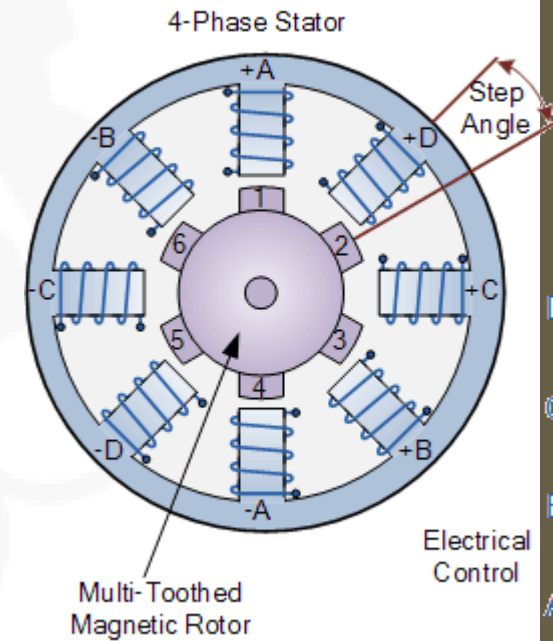 4-Phase Stator
+A
Step
Angle
-B
+D
1
6
2
-C
+C
5
3
4
-D
+B
-A
Electrical
Control
Multi-Toothed
Magnetic Rotor